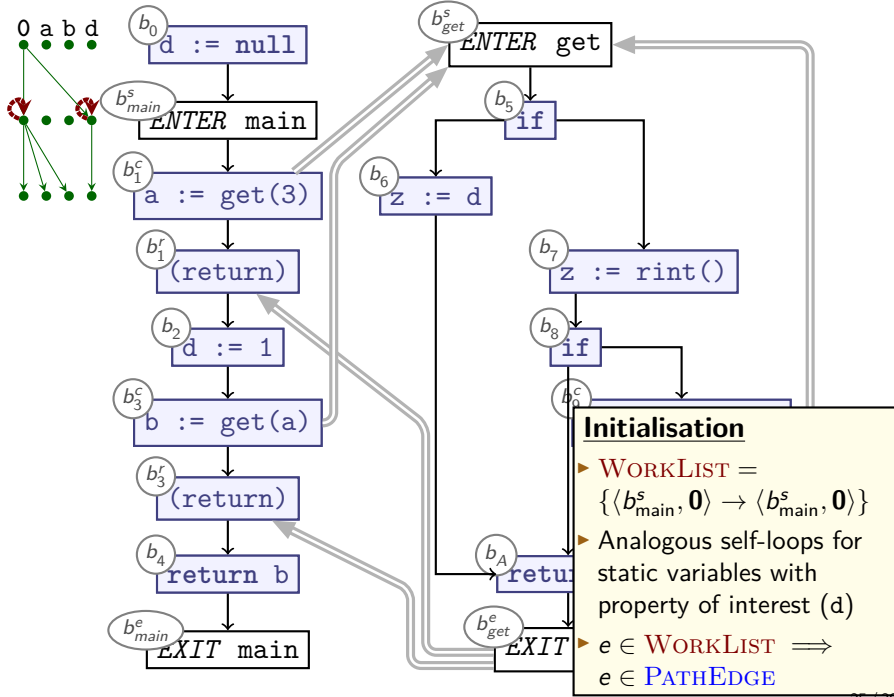 0 a b d
b0
d := null
b^s_main
ENTER main
b^c_1
a := get(3)
b^r_1
(return)
b2
d := 1
b^c_3
b := get(a)
b^r_3
(return)
b4
return b
b^e_main
EXIT main
b^s_get
ENTER get
b5
if
b6
z := d
b7
z := rint()
b8
if
b^c_9
bA
b^e_get
EXIT
Initialisation
▸ WORKLIST =
{⟨b^s_main, 0⟩ → ⟨b^s_main, 0⟩}
▸ Analogous self-loops for
static variables with
property of interest (d)
▸ e ∈ WORKLIST ⟹
e ∈ PATHEDGE